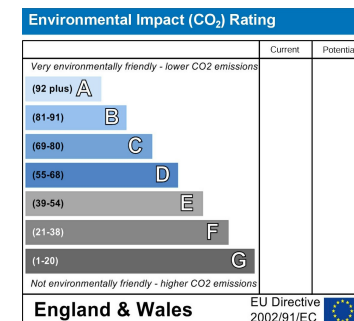 Environmental Impact (CO₂) Rating
Current Potential
Very environmentally friendly - lower CO2 emissions
(92 plus) A
(81-91) B
(69-80) C
(55-68) D
(39-54) E
(21-38) F
(1-20) G
Not environmentally friendly - higher CO2 emissions
England & Wales
EU Directive
2002/91/EC